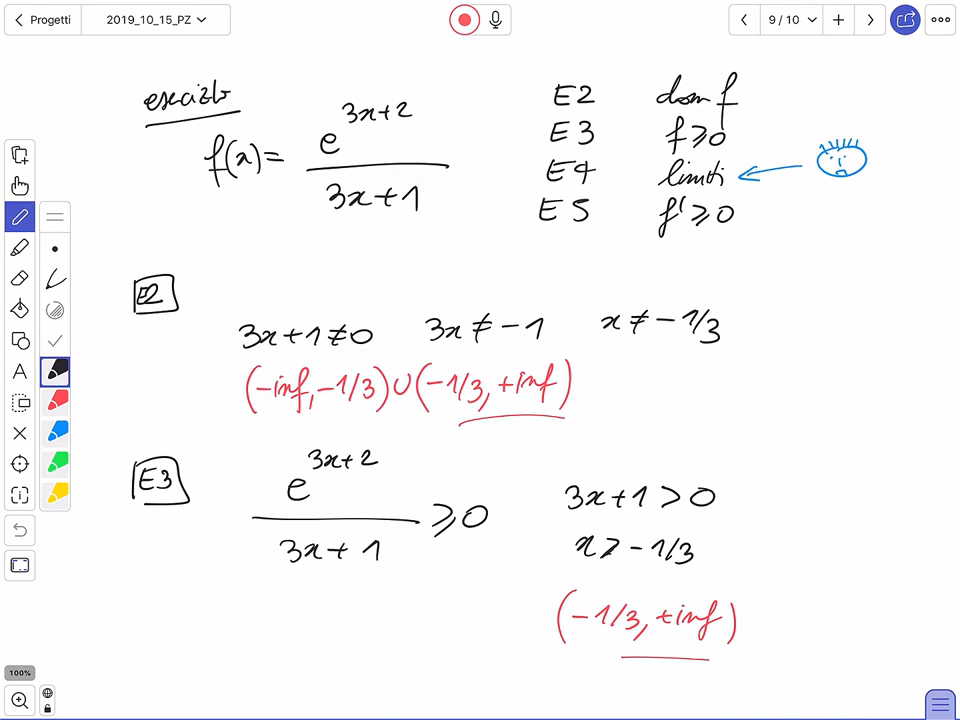 Progetti
2019_10_15_PZ
9 / 10
esercizio
f(x) = e^{3x+2} / 3x+1
E2 dom f
E3 f ≥ 0
E4 limiti
E5 f' ≥ 0
E2
3x+1 ≠ 0 3x ≠ -1 x ≠ -1/3
(-inf, -1/3) ∪ (-1/3, +inf)
E3
e^{3x+2} / 3x+1 ≥ 0
3x+1 > 0
x > -1/3
(-1/3, +inf)
A
100%